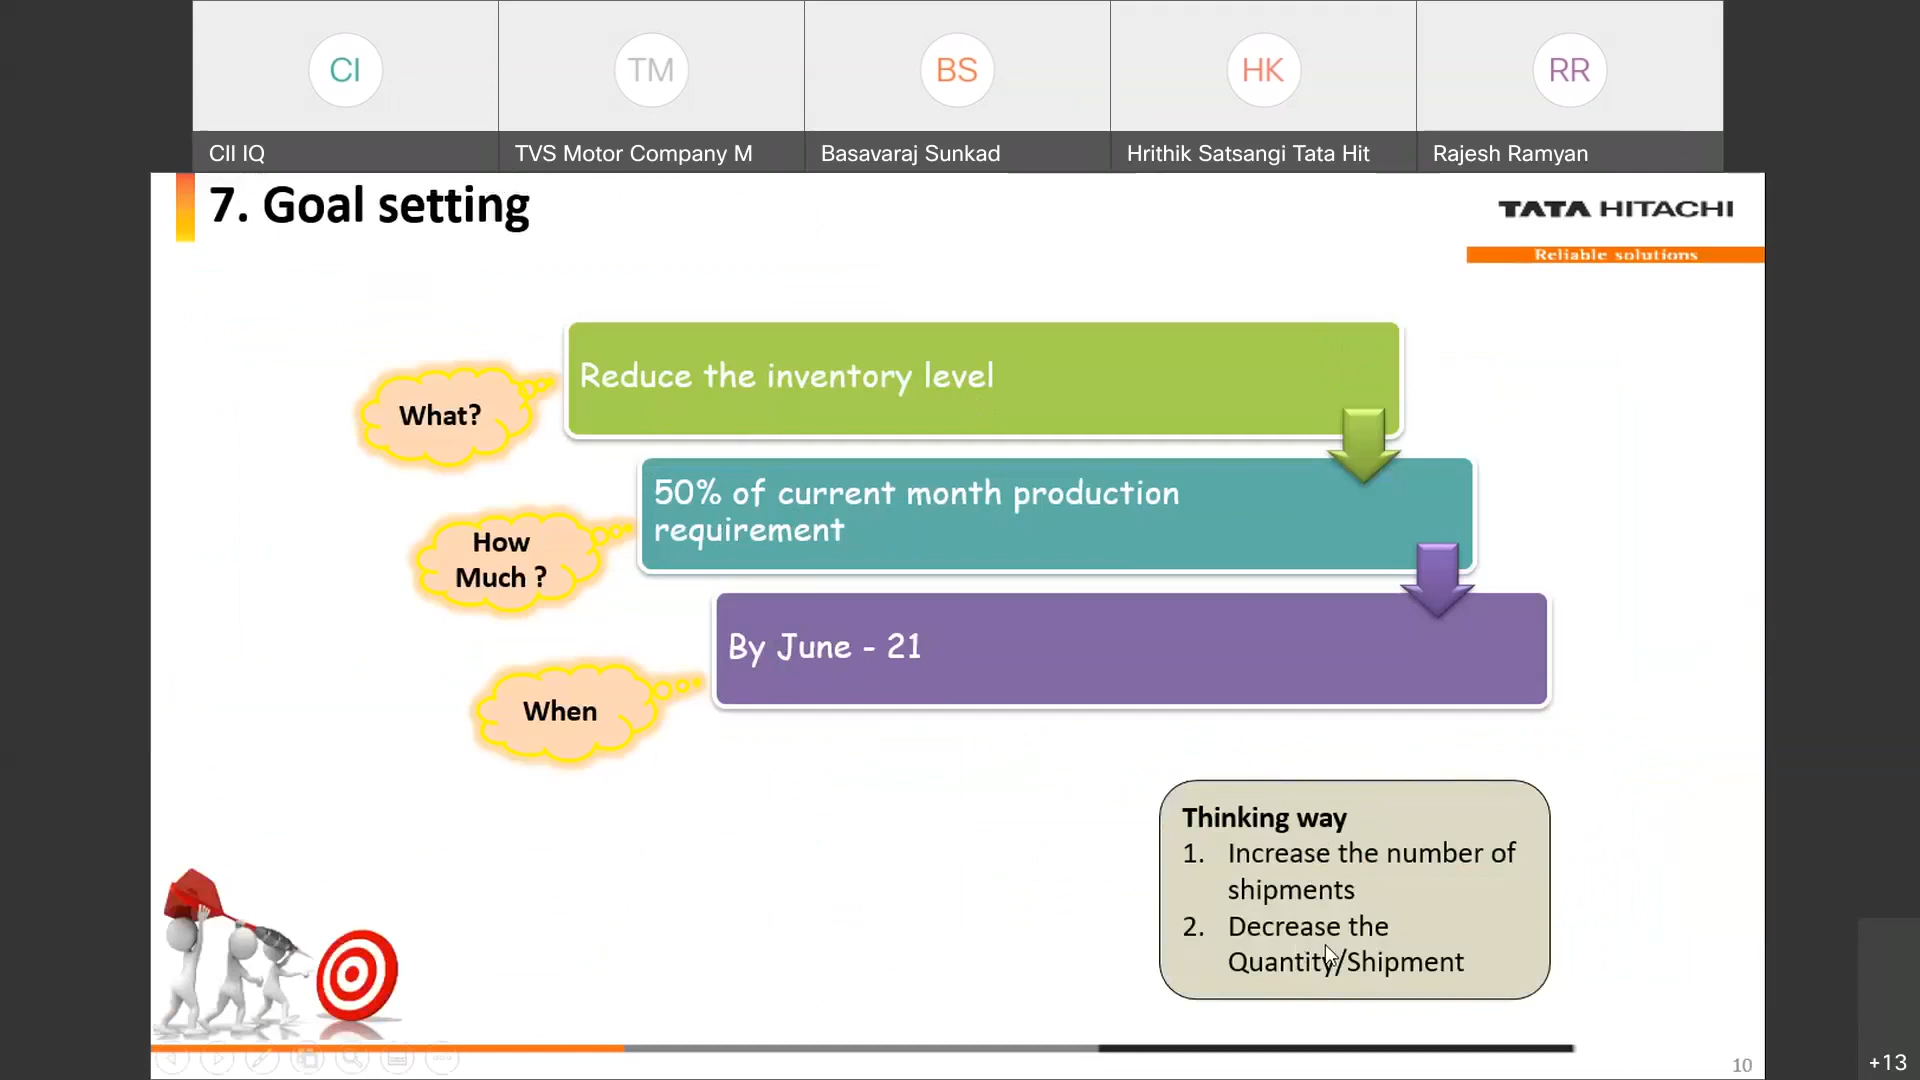 CI
TM
BS
HK
RR
CII IQ
TVS Motor Company M
Basavaraj Sunkad
Hrithik Satsangi Tata Hit
Rajesh Ramyan
7. Goal setting
TATA HITACHI
Reliable solutions
What?
Reduce the inventory level
How
Much ?
50% of current month production
requirement
When
By June - 21
Thinking way
1. Increase the number of
shipments
2. Decrease the
Quantity/Shipment
10
+13